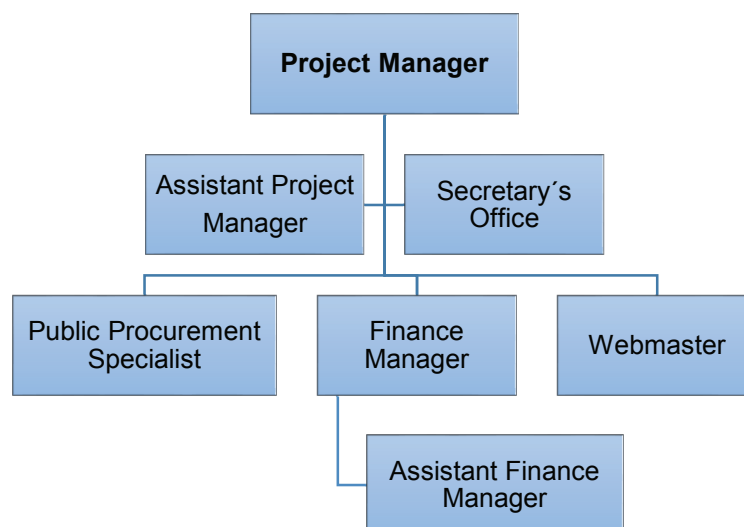 Project Manager
Assistant Project
Manager
Secretary´s
Office
Public Procurement
Specialist
Finance
Manager
Webmaster
Assistant Finance
Manager